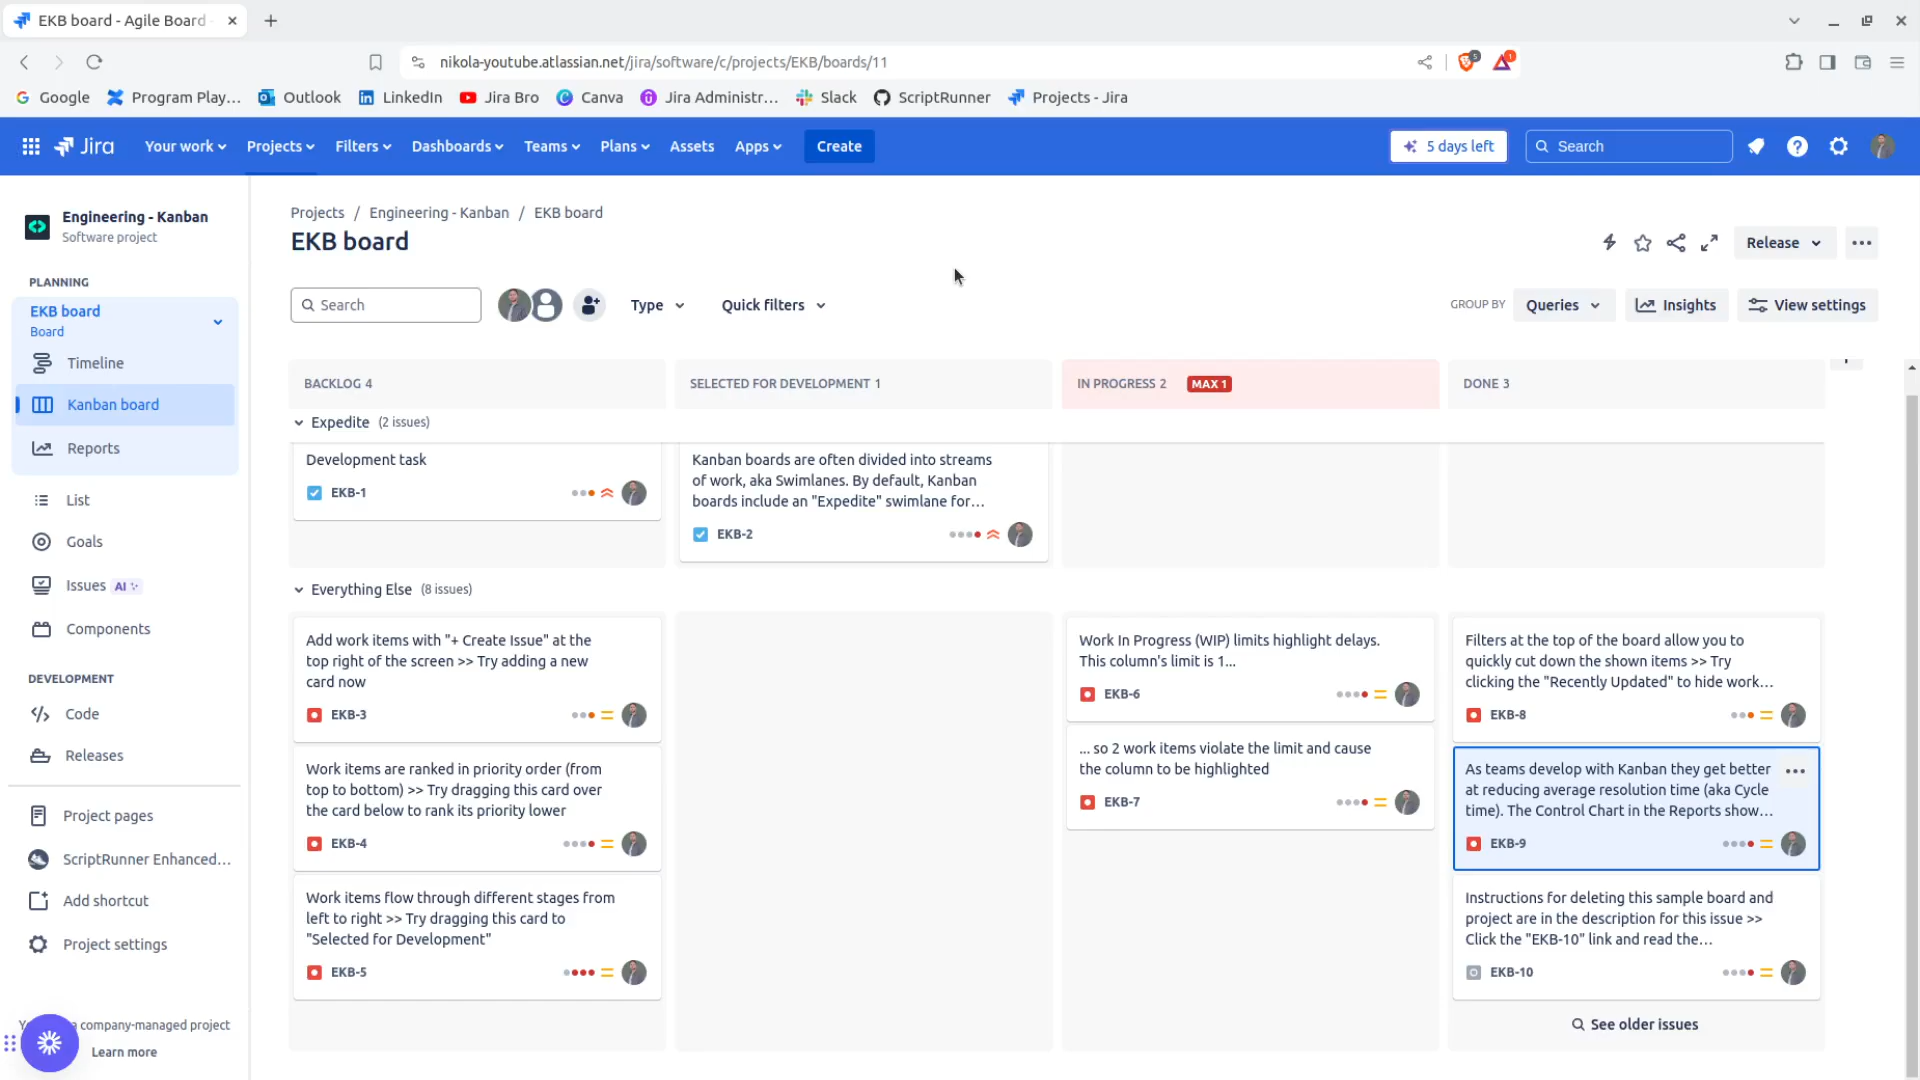 EKB board - Agile Board -
nikola-youtube.atlassian.net/jira/software/c/projects/EKB/boards/11
5
1
Google
Program Play...
Outlook
LinkedIn
Jira Bro
Canva
Jira Administr...
Slack
ScriptRunner
Projects - Jira
Jira
Your work
Projects
Filters
Dashboards
Teams
Plans
Assets
Apps
Create
5 days left
Search
Engineering - Kanban
Software project
PLANNING
EKB board
Board
Timeline
Kanban board
Reports
List
Goals
Issues AI
Components
DEVELOPMENT
Code
Releases
Project pages
ScriptRunner Enhanced...
Add shortcut
Project settings
company-managed project
Learn more
Projects / Engineering - Kanban / EKB board
EKB board
Release
Search
Type
Quick filters
GROUP BY
Queries
Insights
View settings
BACKLOG 4
SELECTED FOR DEVELOPMENT 1
IN PROGRESS 2 MAX 1
DONE 3
Expedite (2 issues)
Development task
EKB-1
Kanban boards are often divided into streams
of work, aka Swimlanes. By default, Kanban
boards include an "Expedite" swimlane for...
EKB-2
Everything Else (8 issues)
Add work items with "+ Create Issue" at the
top right of the screen >> Try adding a new
card now
EKB-3
Work items are ranked in priority order (from
top to bottom) >> Try dragging this card over
the card below to rank its priority lower
EKB-4
Work items flow through different stages from
left to right >> Try dragging this card to
"Selected for Development"
EKB-5
Work In Progress (WIP) limits highlight delays.
This column's limit is 1...
EKB-6
... so 2 work items violate the limit and cause
the column to be highlighted
EKB-7
Filters at the top of the board allow you to
quickly cut down the shown items >> Try
clicking the "Recently Updated" to hide work...
EKB-8
As teams develop with Kanban they get better
at reducing average resolution time (aka Cycle
time). The Control Chart in the Reports show...
EKB-9
Instructions for deleting this sample board and
project are in the description for this issue >>
Click the "EKB-10" link and read the...
EKB-10
See older issues